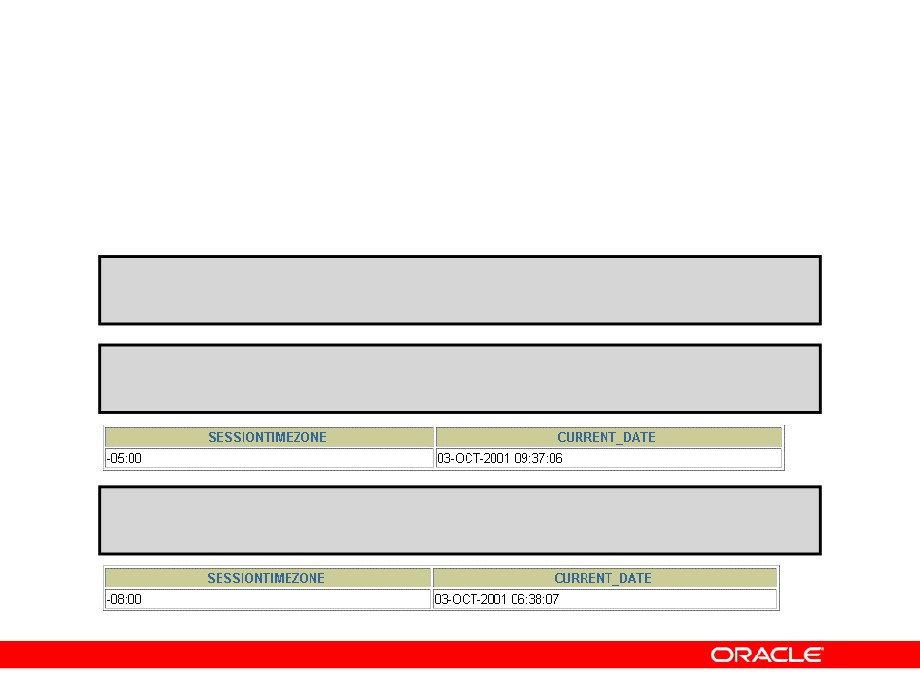 SESSIONTIMEZONE CURRENT_DATE
-05:00 03-OCT-2001 09:37:06
SESSIONTIMEZONE CURRENT_DATE
-08:00 03-OCT-2001 06:38:07
ORACLE